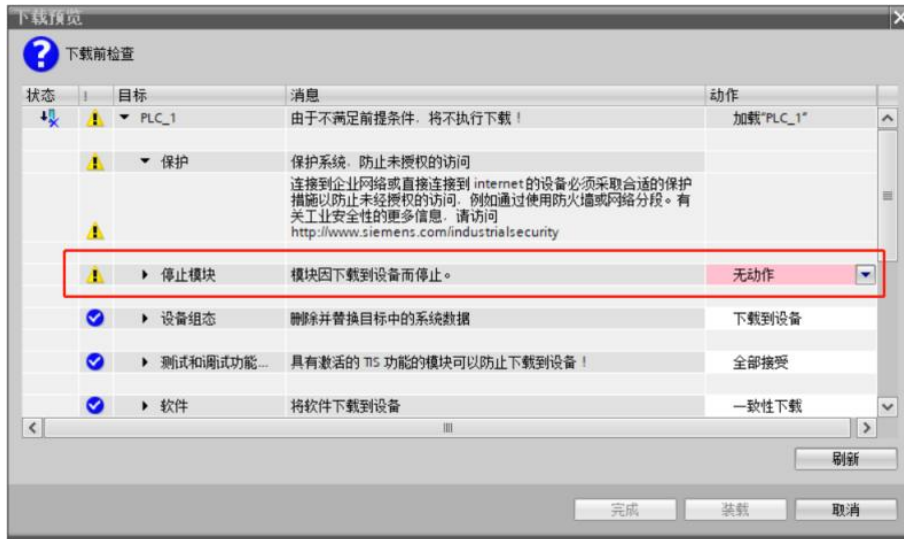 下载预览
下载前检查
状态 ! 目标 消息 动作
PLC_1 由于不满足前提条件，将不执行下载！ 加载"PLC_1"
保护 保护系统，防止未授权的访问
连接到企业网络或直接连接到 internet 的设备必须采取合适的保护
措施以防止未经授权的访问，例如通过使用防火墙或网络分段。有
关工业安全性的更多信息，请访问
http://www.siemens.com/industrialsecurity
停止模块 模块因下载到设备而停止。 无动作
设备组态 删除并替换目标中的系统数据 下载到设备
测试和调试功能... 具有激活的 TIS 功能的模块可以防止下载到设备！ 全部接受
软件 将软件下载到设备 一致性下载
刷新
完成 装载 取消